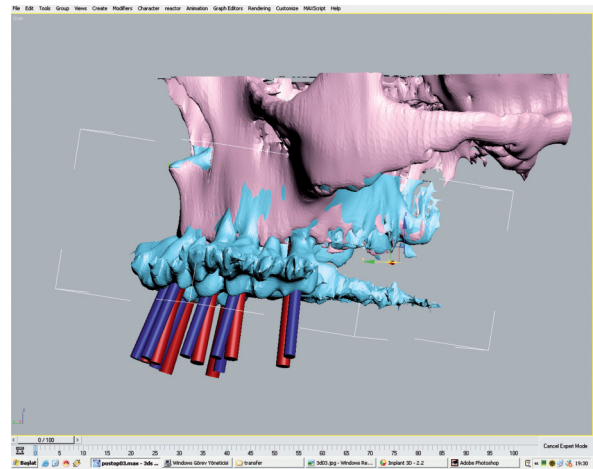 File Edit Tools Group Views Create Modifiers Character reactor Animation Graph Editors Rendering Customize MAXScript Help
0 / 100
Cancel Expert Mode
0 5 10 15 20 25 30 35 40 45 50 55 60 65 70 75 80 85 90 95 100
Başlat postop03.max - 3ds ... Windows Görev Yöneticisi transfer 3d03.jpg - Windows Re... Implant 3D - 2.2 Adobe Photoshop 19:30